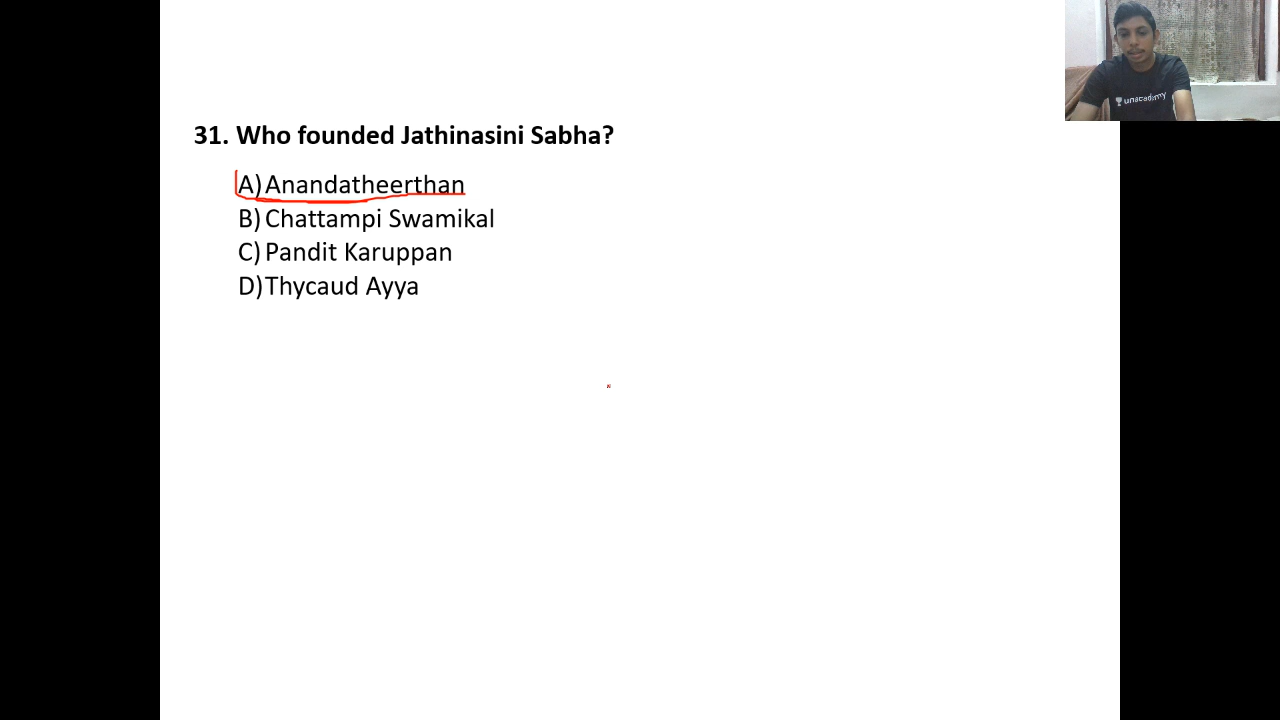 31. Who founded Jathinasini Sabha?
A) Anandatheerthan
B) Chattampi Swamikal
C) Pandit Karuppan
D) Thycaud Ayya
unacademy